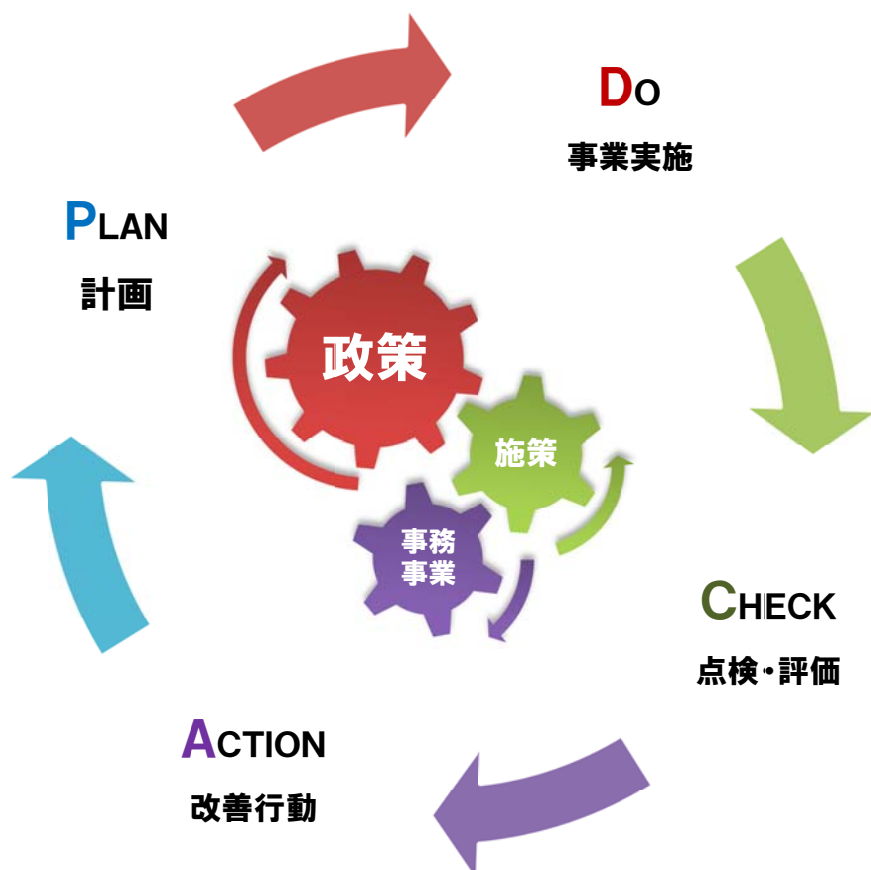 PLAN
計画
DO
事業実施
CHECK
点検・評価
ACTION
改善行動
政策
施策
事務
事業